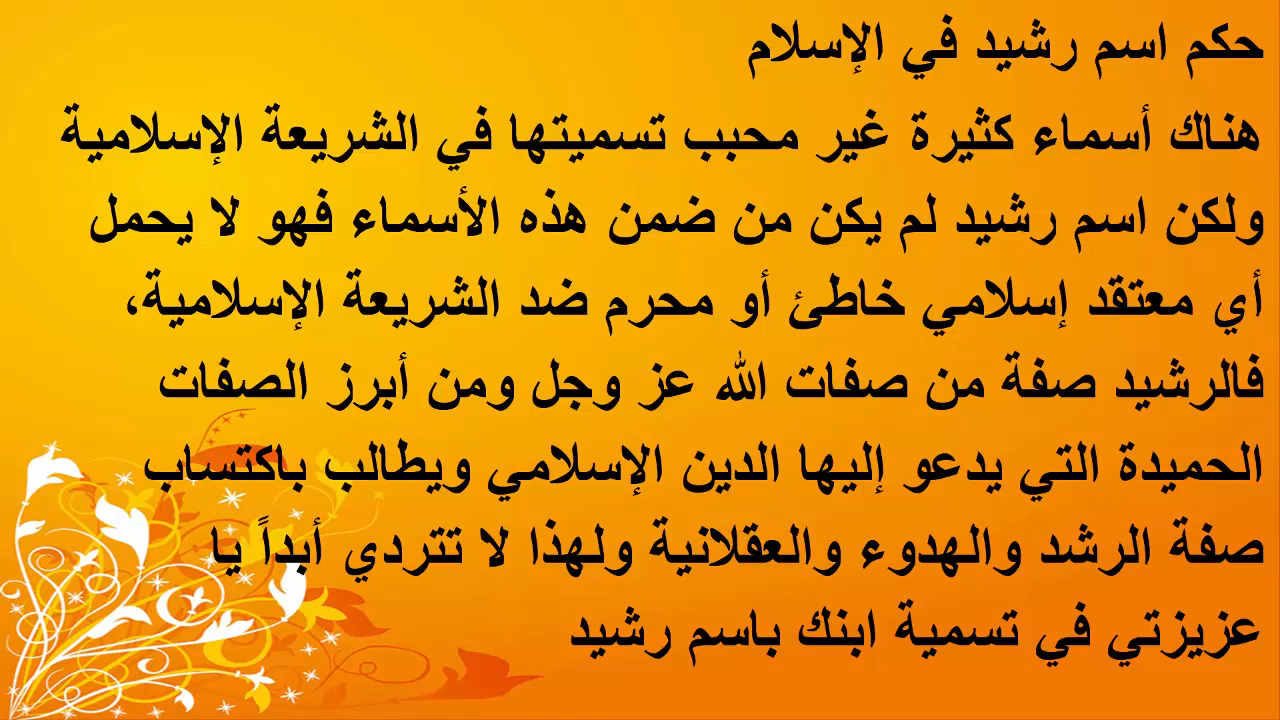 حكم اسم رشيد في الإسلام
هناك أسماء كثيرة غير محبب تسميتها في الشريعة الإسلامية
ولكن اسم رشيد لم يكن من ضمن هذه الأسماء فهو لا يحمل
أي معتقد إسلامي خاطئ أو محرم ضد الشريعة الإسلامية،
فالرشيد صفة من صفات الله عز وجل ومن أبرز الصفات
الحميدة التي يدعو إليها الدين الإسلامي ويطالب باكتساب
صفة الرشد والهدوء والعقلانية ولهذا لا تتردي أبداً يا
عزيزتي في تسمية ابنك باسم رشيد